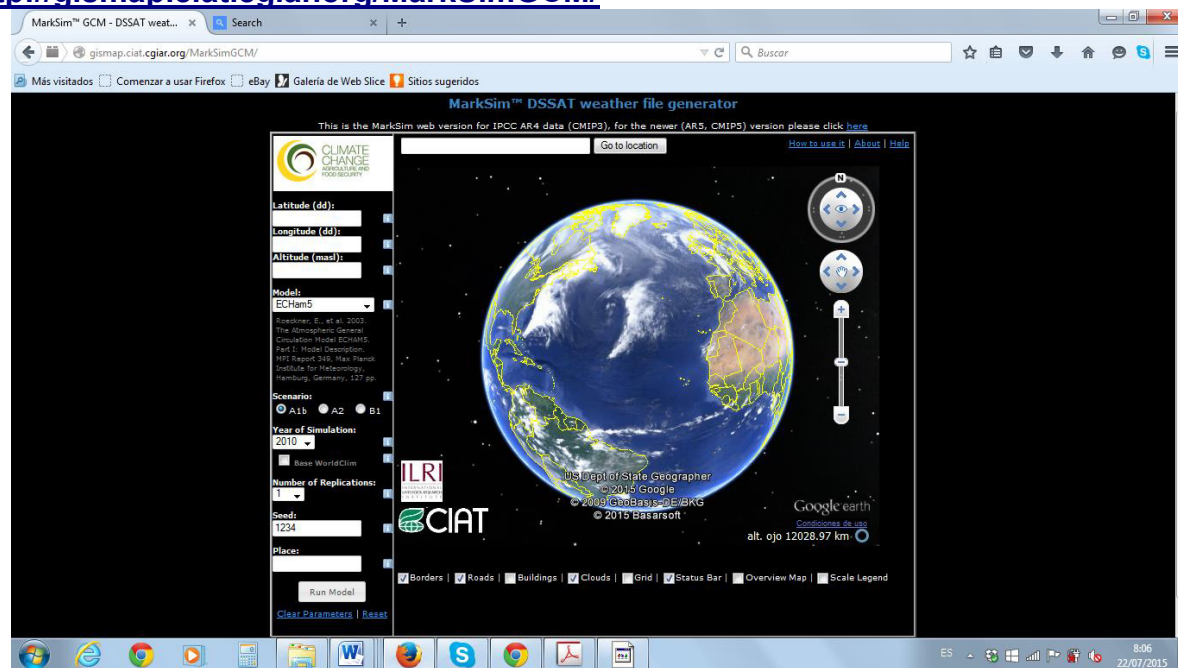 MarkSim™ GCM - DSSAT weat...
Search
gismap.ciat.cgiar.org/MarkSimGCM/
Buscar
Más visitados Comenzar a usar Firefox eBay Galería de Web Slice Sitios sugeridos
MarkSim™ DSSAT weather file generator
This is the MarkSim web version for IPCC AR4 data (CMIP3), for the newer (AR5, CMIP5) version please click here
CLIMATE
CHANGE
AGRICULTURE AND
FOOD SECURITY
Go to location
How to use it | About | Help
Latitude (dd):
Longitude (dd):
Altitude (masl):
Model:
ECHam5
Roeckner, E., et al. 2003.
The Atmospheric General
Circulation Model ECHAM5.
Part I: Model Description.
MPI Report 349, Max Planck
Institute for Meteorology,
Hamburg, Germany, 127 pp.
Scenario:
A1b A2 B1
Year of Simulation:
2010
Base WorldClim
Number of Replications:
1
Seed:
1234
Place:
Run Model
Clear Parameters | Reset
N
ILRI
INTERNATIONAL
LIVESTOCK RESEARCH
INSTITUTE
CIAT
US Dept of State Geographer
© 2015 Google
© 2009 GeoBasis-DE/BKG
© 2015 Basarsoft
Google earth
Condiciones de uso
alt. ojo 12028.97 km
Borders | Roads | Buildings | Clouds | Grid | Status Bar | Overview Map | Scale Legend
ES
8:06
22/07/2015